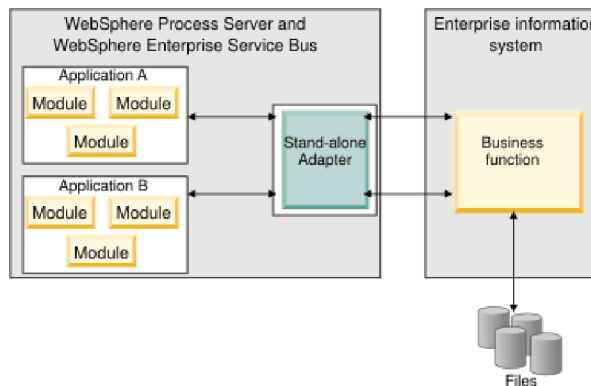 WebSphere Process Server and
WebSphere Enterprise Service Bus
Application A
Module
Module
Module
Application B
Module
Module
Module
Stand-alone
Adapter
Enterprise information
system
Business
function
Files